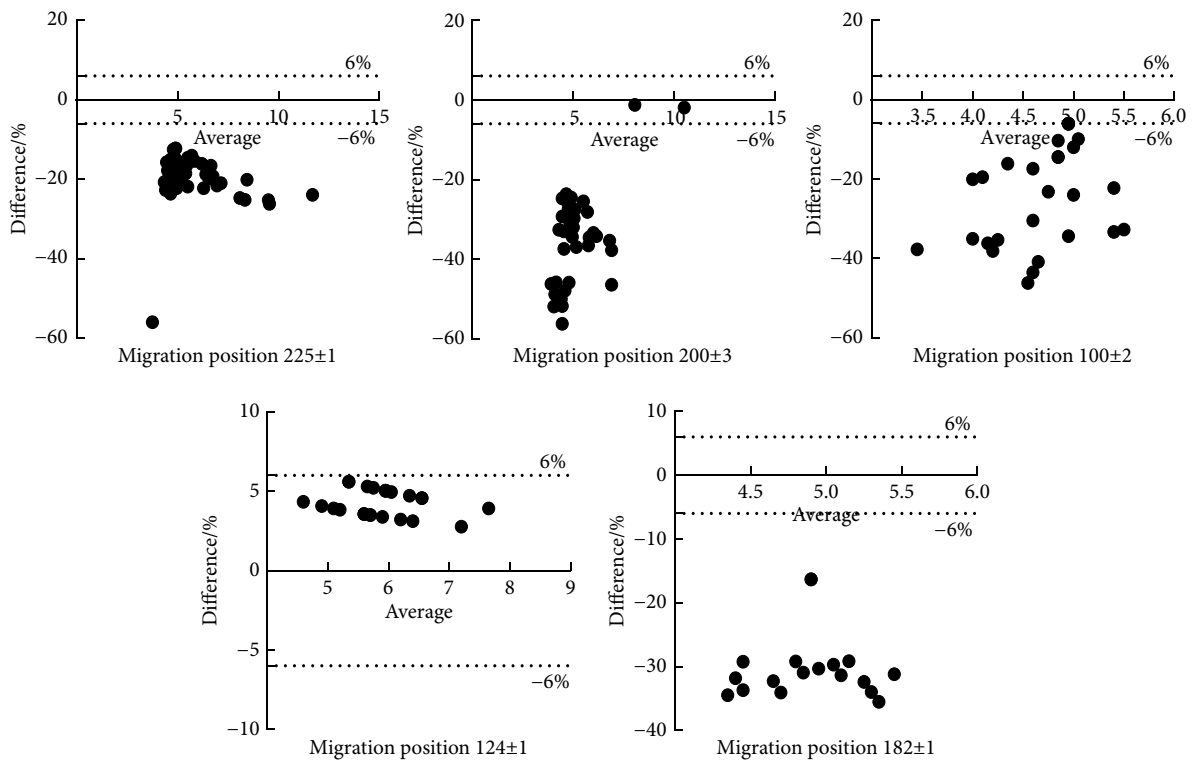 20
0
−20
−40
−60
Difference/%
6%
5 10 15
Average
−6%
Migration position 225±1
20
0
−20
−40
−60
Difference/%
6%
5 10 15
Average
−6%
Migration position 200±3
20
0
−20
−40
−60
Difference/%
6%
3.5 4.0 4.5 5.0 5.5 6.0
Average
−6%
Migration position 100±2
10
5
0
−5
−10
Difference/%
6%
5 6 7 8 9
Average
−6%
Migration position 124±1
10
0
−10
−20
−30
−40
Difference/%
6%
4.5 5.0 5.5 6.0
Average
−6%
Migration position 182±1